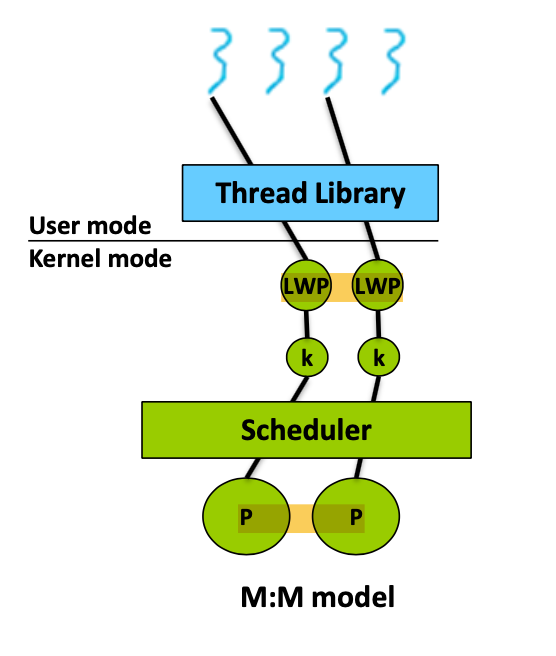 Thread Library
User mode
Kernel mode
LWP LWP
k k
Scheduler
P P
M:M model